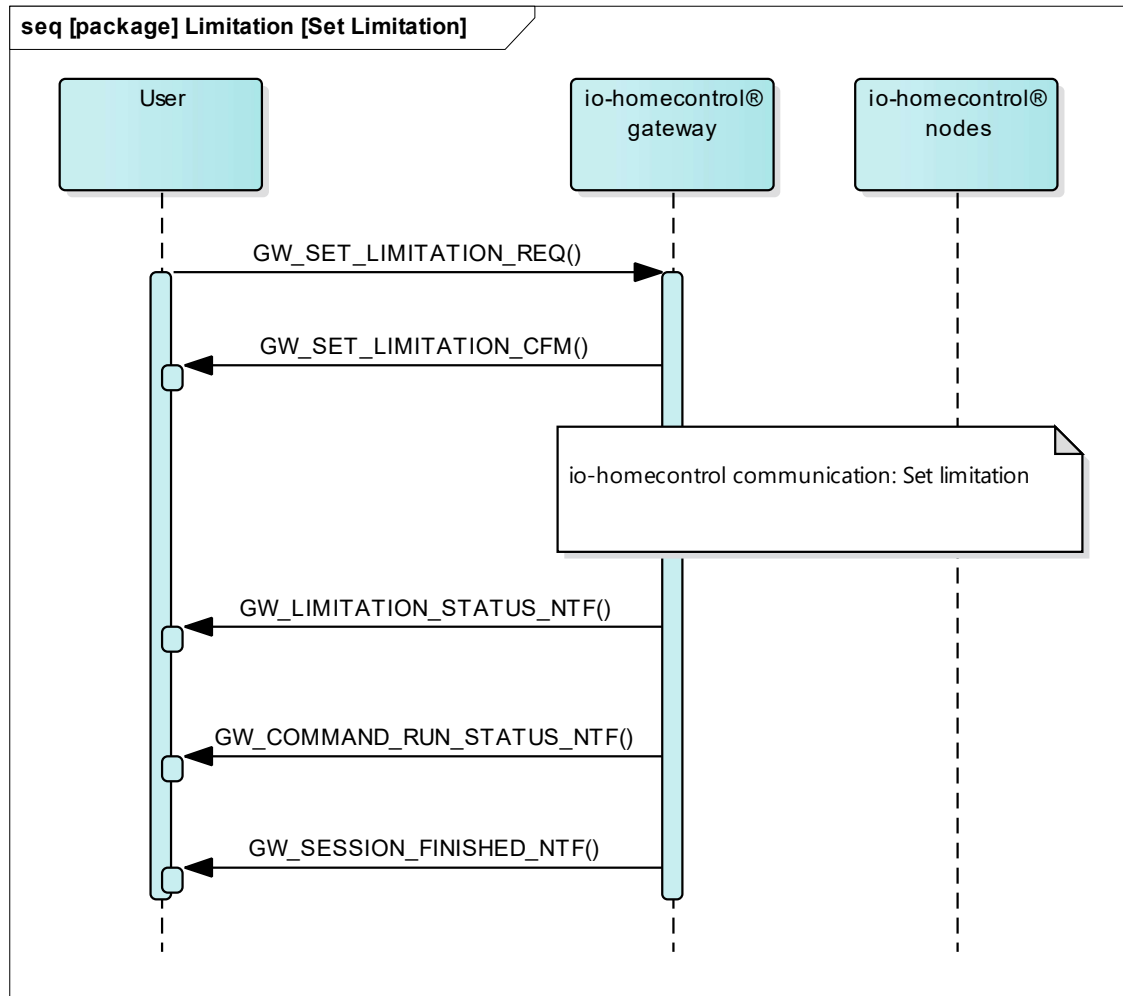 seq [package] Limitation [Set Limitation]
User
io-homecontrol®
gateway
io-homecontrol®
nodes
GW_SET_LIMITATION_REQ()
GW_SET_LIMITATION_CFM()
io-homecontrol communication: Set limitation
GW_LIMITATION_STATUS_NTF()
GW_COMMAND_RUN_STATUS_NTF()
GW_SESSION_FINISHED_NTF()